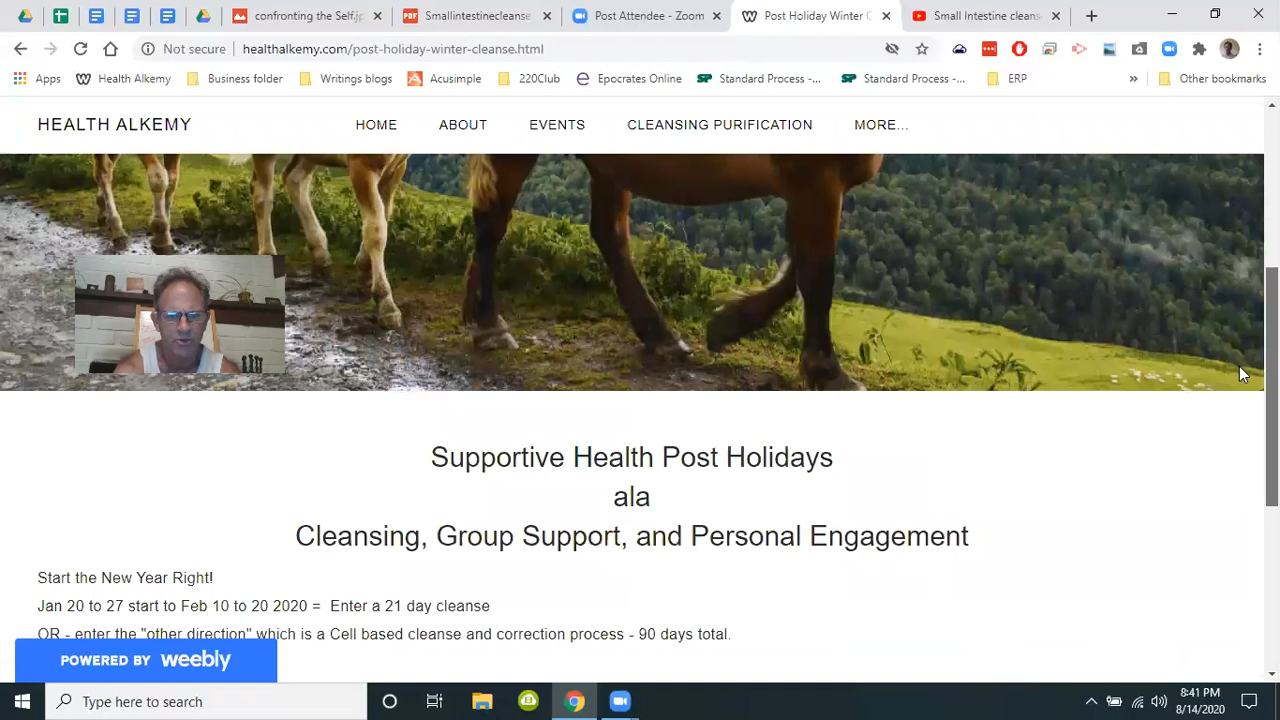 confronting the Self.jp
Smallintestinecleanse
Post Attendee - Zoom
Post Holiday Winter C
Small Intestine cleans
Not secure
healthalkemy.com/post-holiday-winter-cleanse.html
Apps
Health Alkemy
Business folder
Writings blogs
Acusimple
220Club
Epocrates Online
Standard Process -...
Standard Process -...
ERP
Other bookmarks
HEALTH ALKEMY
HOME
ABOUT
EVENTS
CLEANSING PURIFICATION
MORE...
Supportive Health Post Holidays
ala
Cleansing, Group Support, and Personal Engagement
Start the New Year Right!
Jan 20 to 27 start to Feb 10 to 20 2020 = Enter a 21 day cleanse
OR - enter the "other direction" which is a Cell based cleanse and correction process - 90 days total.
POWERED BY weebly
Type here to search
8:41 PM
8/14/2020